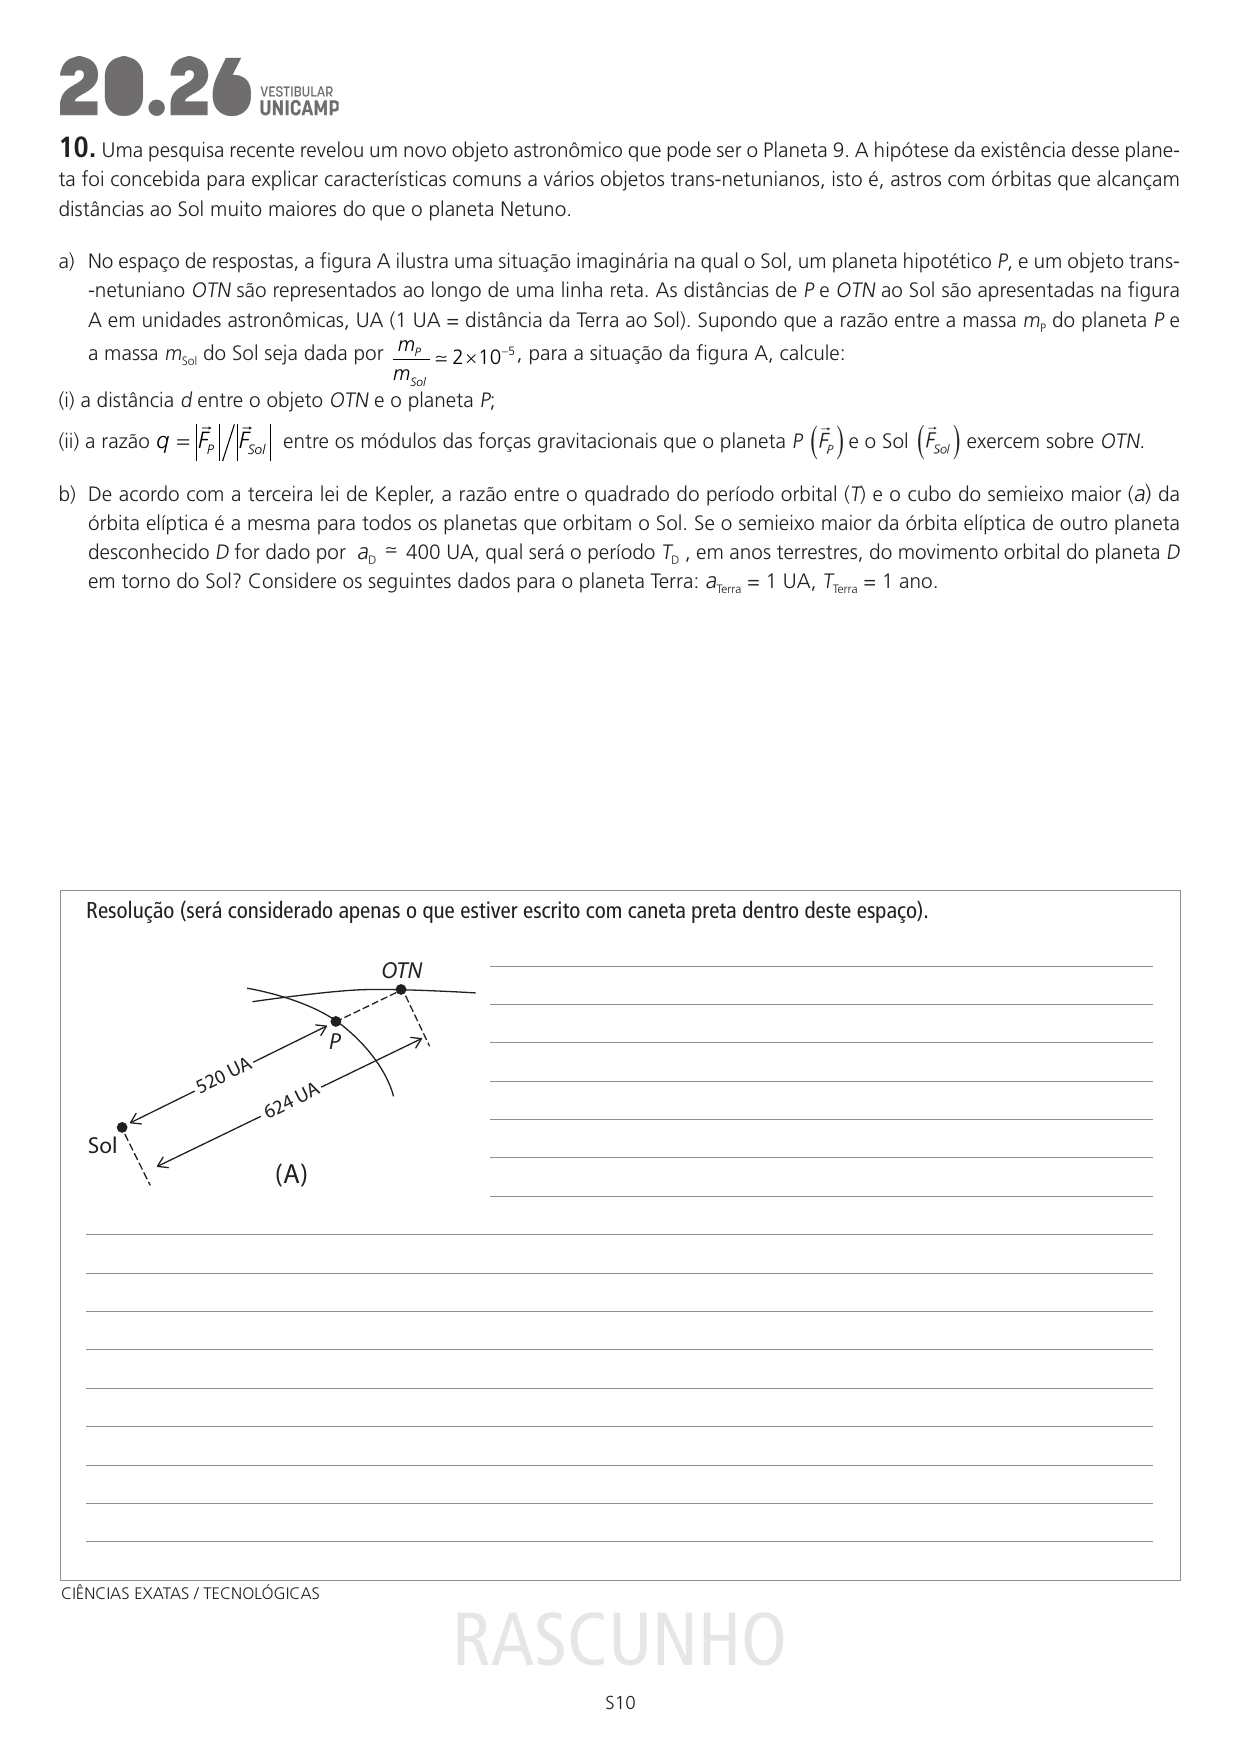 20.26 VESTIBULAR UNICAMP
10. Uma pesquisa recente revelou um novo objeto astronômico que pode ser o Planeta 9. A hipótese da existência desse plane-
ta foi concebida para explicar características comuns a vários objetos trans-netunianos, isto é, astros com órbitas que alcançam
distâncias ao Sol muito maiores do que o planeta Netuno.
a) No espaço de respostas, a figura A ilustra uma situação imaginária na qual o Sol, um planeta hipotético P, e um objeto trans-
-netuniano OTN são representados ao longo de uma linha reta. As distâncias de P e OTN ao Sol são apresentadas na figura
A em unidades astronômicas, UA (1 UA = distância da Terra ao Sol). Supondo que a razão entre a massa m_P do planeta P e
a massa m_Sol do Sol seja dada por m_P/m_Sol ≃ 2×10⁻⁵, para a situação da figura A, calcule:
(i) a distância d entre o objeto OTN e o planeta P;
(ii) a razão q = |F⃗_P| / |F⃗_Sol| entre os módulos das forças gravitacionais que o planeta P (F⃗_P) e o Sol (F⃗_Sol) exercem sobre OTN.
b) De acordo com a terceira lei de Kepler, a razão entre o quadrado do período orbital (T) e o cubo do semieixo maior (a) da
órbita elíptica é a mesma para todos os planetas que orbitam o Sol. Se o semieixo maior da órbita elíptica de outro planeta
desconhecido D for dado por a_D ≃ 400 UA, qual será o período T_D , em anos terrestres, do movimento orbital do planeta D
em torno do Sol? Considere os seguintes dados para o planeta Terra: a_Terra = 1 UA, T_Terra = 1 ano.
Resolução (será considerado apenas o que estiver escrito com caneta preta dentro deste espaço).
OTN
P
520 UA
624 UA
Sol
(A)
CIÊNCIAS EXATAS / TECNOLÓGICAS
RASCUNHO
S10